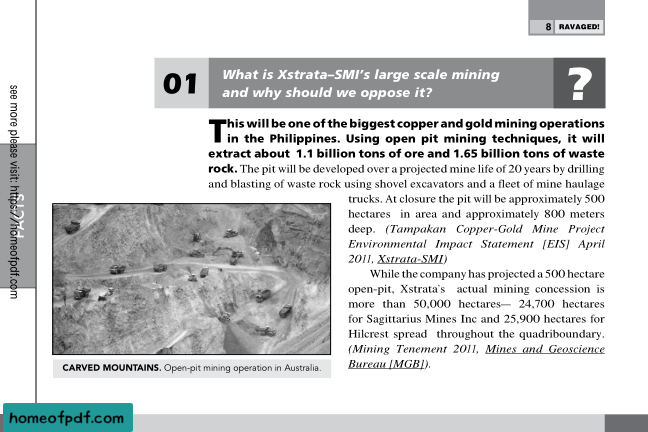 8 RAVAGED!
01
What is Xstrata–SMI’s large scale mining
and why should we oppose it?
?
This will be one of the biggest copper and gold mining operations
in the Philippines. Using open pit mining techniques, it will
extract about 1.1 billion tons of ore and 1.65 billion tons of waste
rock. The pit will be developed over a projected mine life of 20 years by drilling
and blasting of waste rock using shovel excavators and a fleet of mine haulage
trucks. At closure the pit will be approximately 500
hectares in area and approximately 800 meters
deep. (Tampakan Copper-Gold Mine Project
Environmental Impact Statement [EIS] April
2011, Xstrata-SMI)
While the company has projected a 500 hectare
open-pit, Xstrata's actual mining concession is
more than 50,000 hectares— 24,700 hectares
for Sagittarius Mines Inc and 25,900 hectares for
Hilcrest spread throughout the quadriboundary.
(Mining Tenement 2011, Mines and Geoscience
Bureau [MGB]).
CARVED MOUNTAINS. Open-pit mining operation in Australia.
FACTS
see more please visit: https://homeofpdf.com
homeofpdf.com